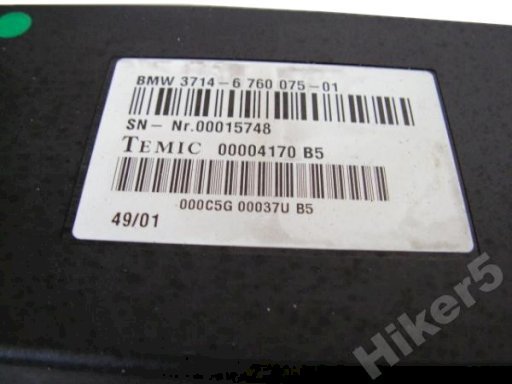 BMW 3714-6 760 075-01
SN- Nr.00015748
TEMIC 00004170 B5
000C5G 00037U B5
49/01
Hiker5